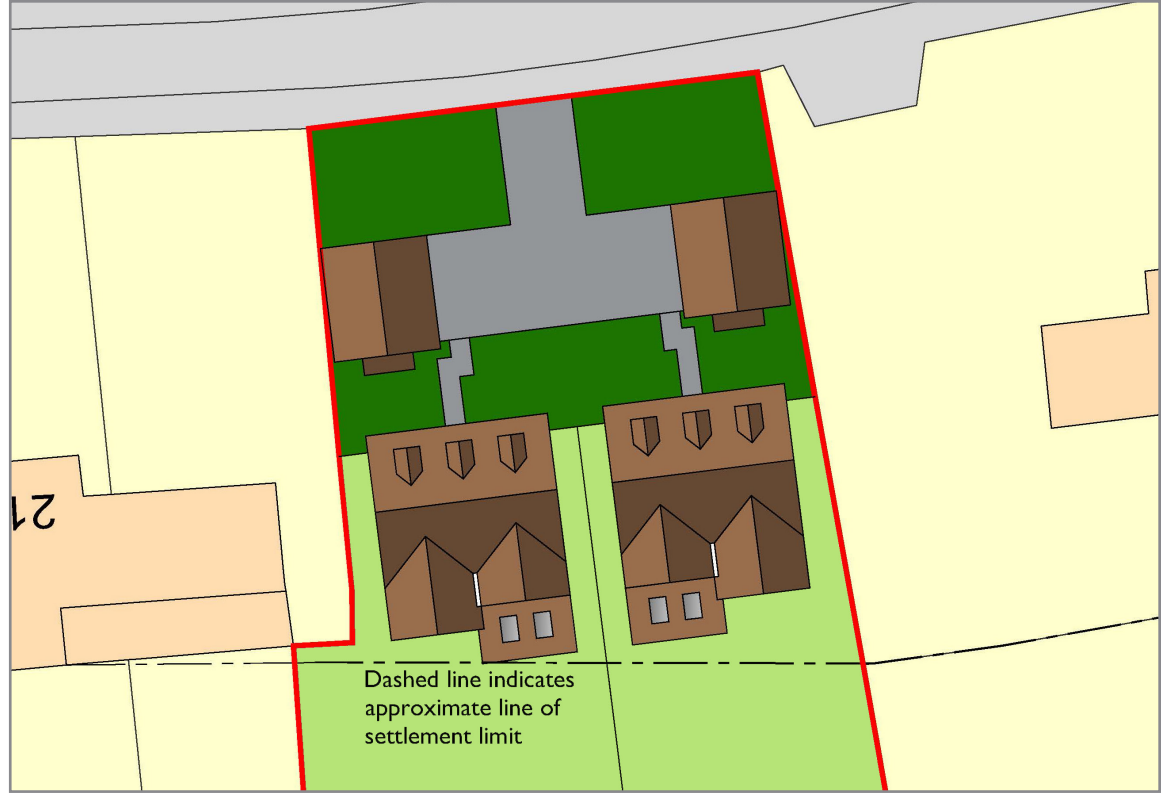 21
Dashed line indicates
approximate line of
settlement limit